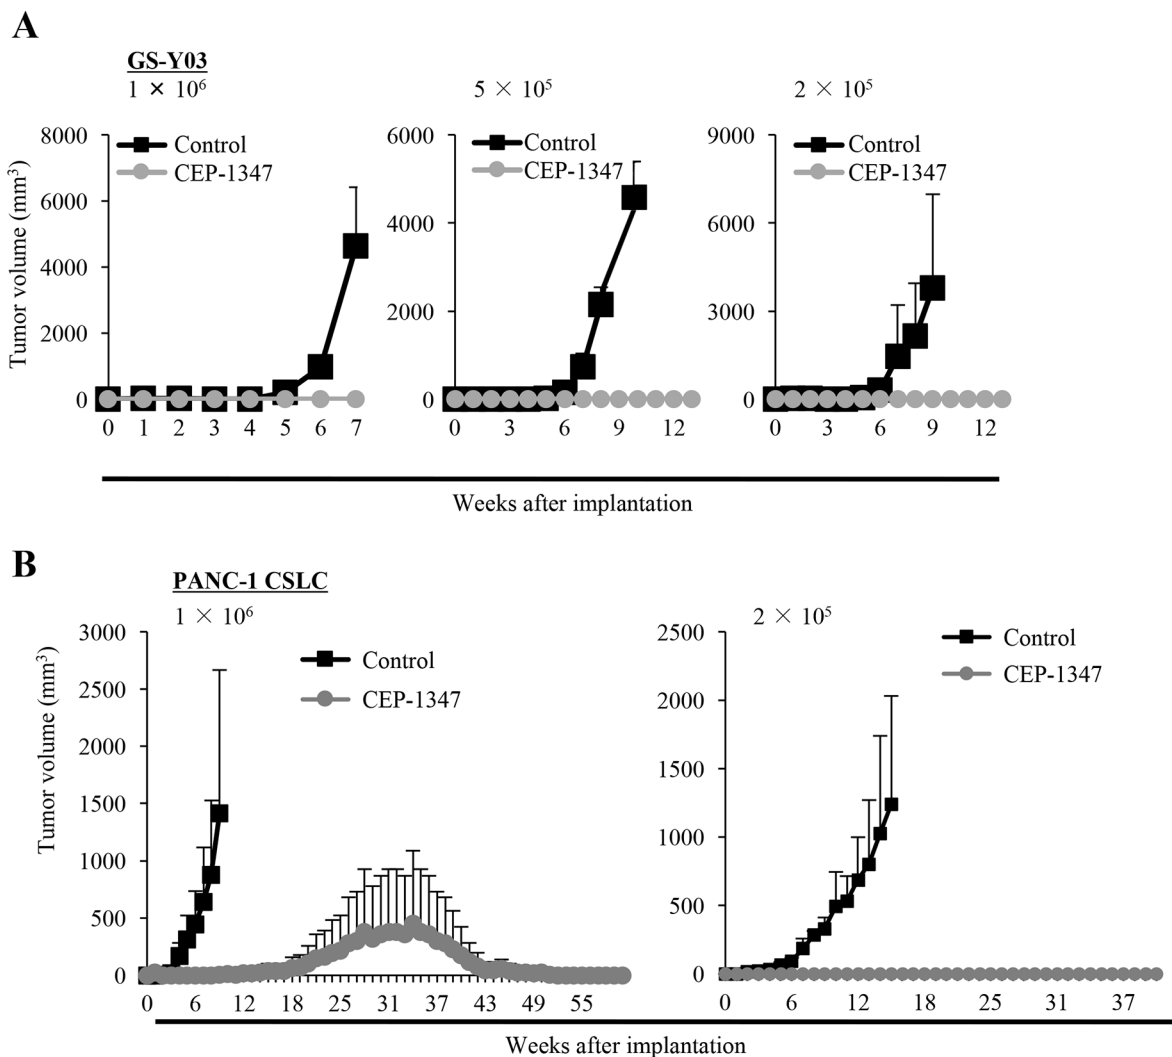 A
GS-Y03
1 × 10⁶
5 × 10⁵
2 × 10⁵
Tumor volume (mm³)
8000
6000
4000
2000
0
Control
CEP-1347
0 1 2 3 4 5 6 7
6000
4000
2000
0
Control
CEP-1347
0 3 6 9 12
9000
6000
3000
0
Control
CEP-1347
0 3 6 9 12
Weeks after implantation
B
PANC-1 CSLC
1 × 10⁶
2 × 10⁵
Tumor volume (mm³)
3000
2500
2000
1500
1000
500
0
Control
CEP-1347
0 6 12 18 25 31 37 43 49 55
2500
2000
1500
1000
500
0
Control
CEP-1347
0 6 12 18 25 31 37
Weeks after implantation